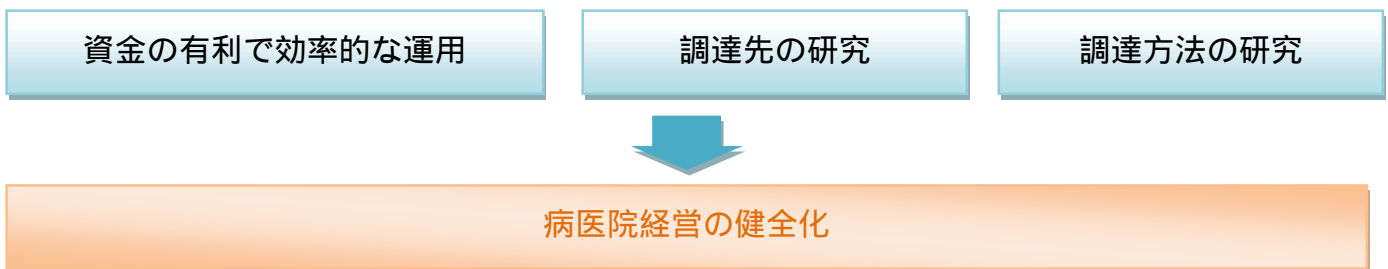 資金の有利で効率的な運用
調達先の研究
調達方法の研究
病医院経営の健全化